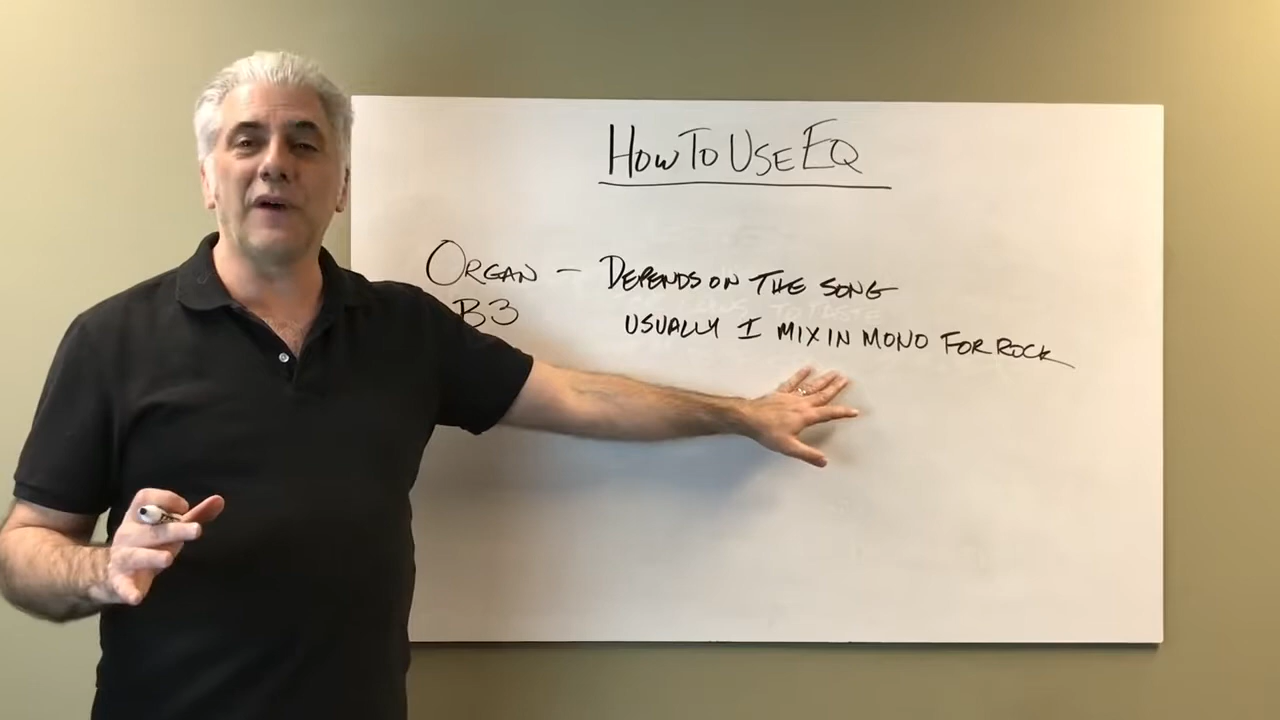 How To Use EQ
ORGAN – DEPENDS ON THE SONG
B3 USUALLY I MIX IN MONO FOR ROCK